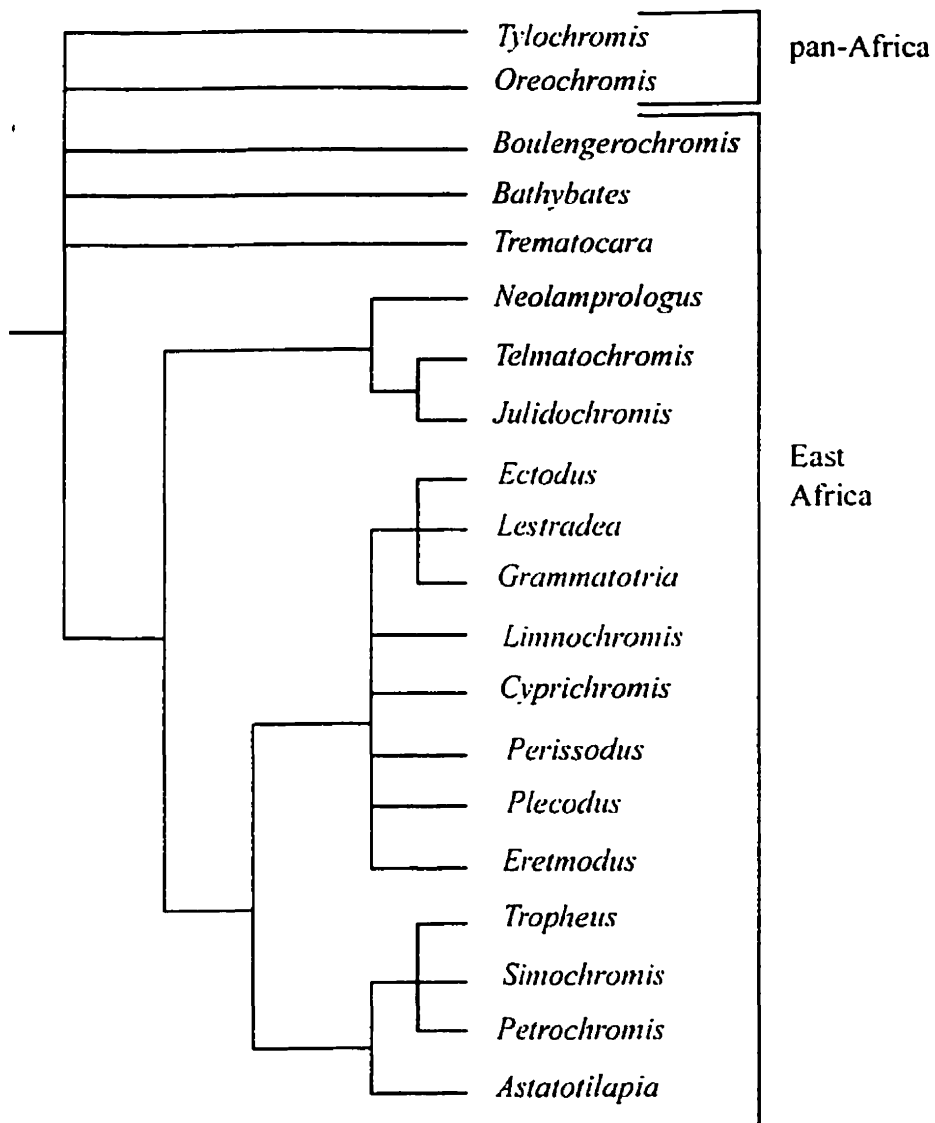 Tylochromis
Oreochromis
pan-Africa
Boulengerochromis
Bathybates
Trematocara
Neolamprologus
Telmatochromis
Julidochromis
Ectodus
Lestradea
Grammatotria
Limnochromis
Cyprichromis
Perissodus
Plecodus
Eretmodus
Tropheus
Simochromis
Petrochromis
Astatotilapia
East
Africa